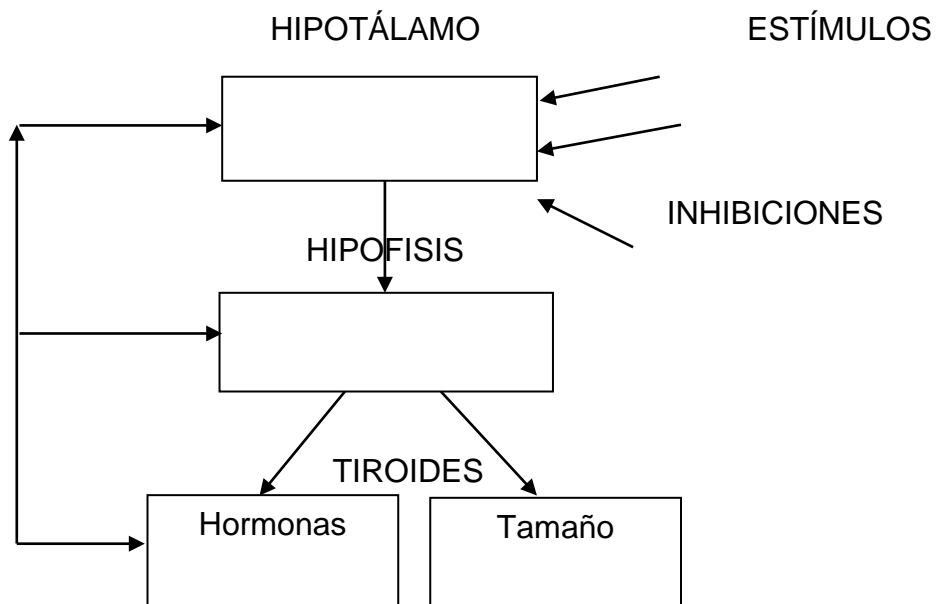 HIPOTÁLAMO ESTÍMULOS
INHIBICIONES
HIPOFISIS
TIROIDES
Hormonas Tamaño